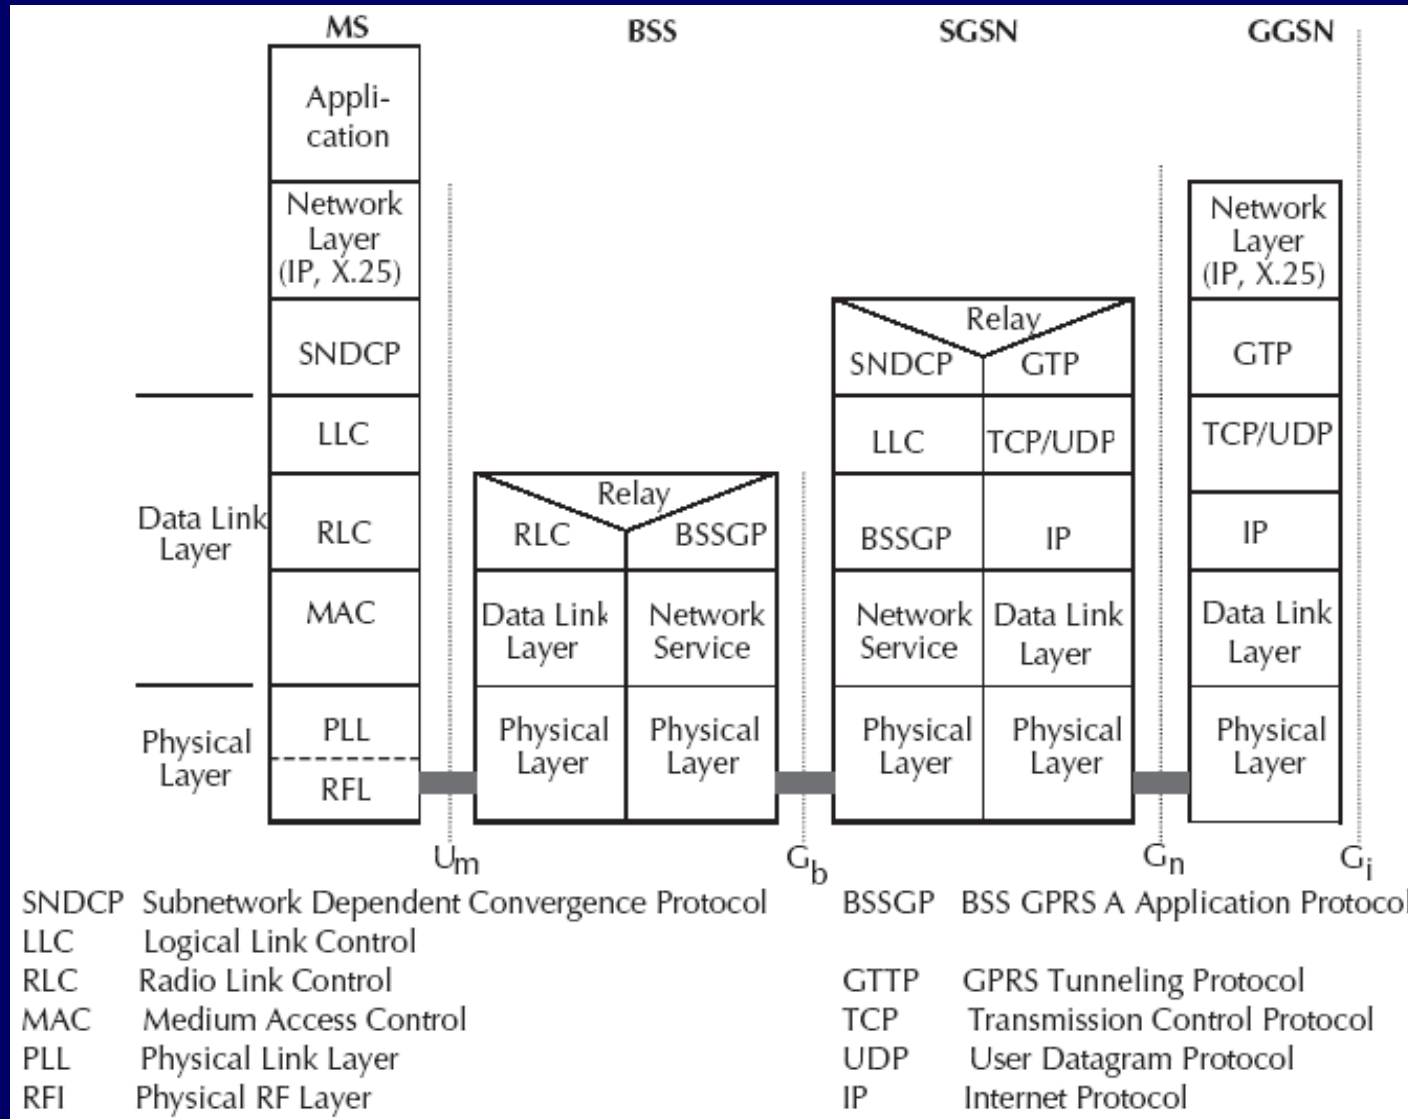 MS BSS SGSN GGSN
Appli-
cation
Network
Layer
(IP, X.25)
Network
Layer
(IP, X.25)
SNDCP
Relay
SNDCP GTP
GTP
LLC
LLC TCP/UDP
TCP/UDP
Data Link
Layer
RLC
Relay
RLC BSSGP
BSSGP IP
IP
MAC
Data Link
Layer
Network
Service
Network
Service
Data Link
Layer
Data Link
Layer
Physical
Layer
PLL
RFL
Physical
Layer
Physical
Layer
Physical
Layer
Physical
Layer
Physical
Layer
Um Gb Gn Gi
SNDCP Subnetwork Dependent Convergence Protocol BSSGP BSS GPRS A Application Protocol
LLC Logical Link Control
RLC Radio Link Control GTTP GPRS Tunneling Protocol
MAC Medium Access Control TCP Transmission Control Protocol
PLL Physical Link Layer UDP User Datagram Protocol
RFI Physical RF Layer IP Internet Protocol